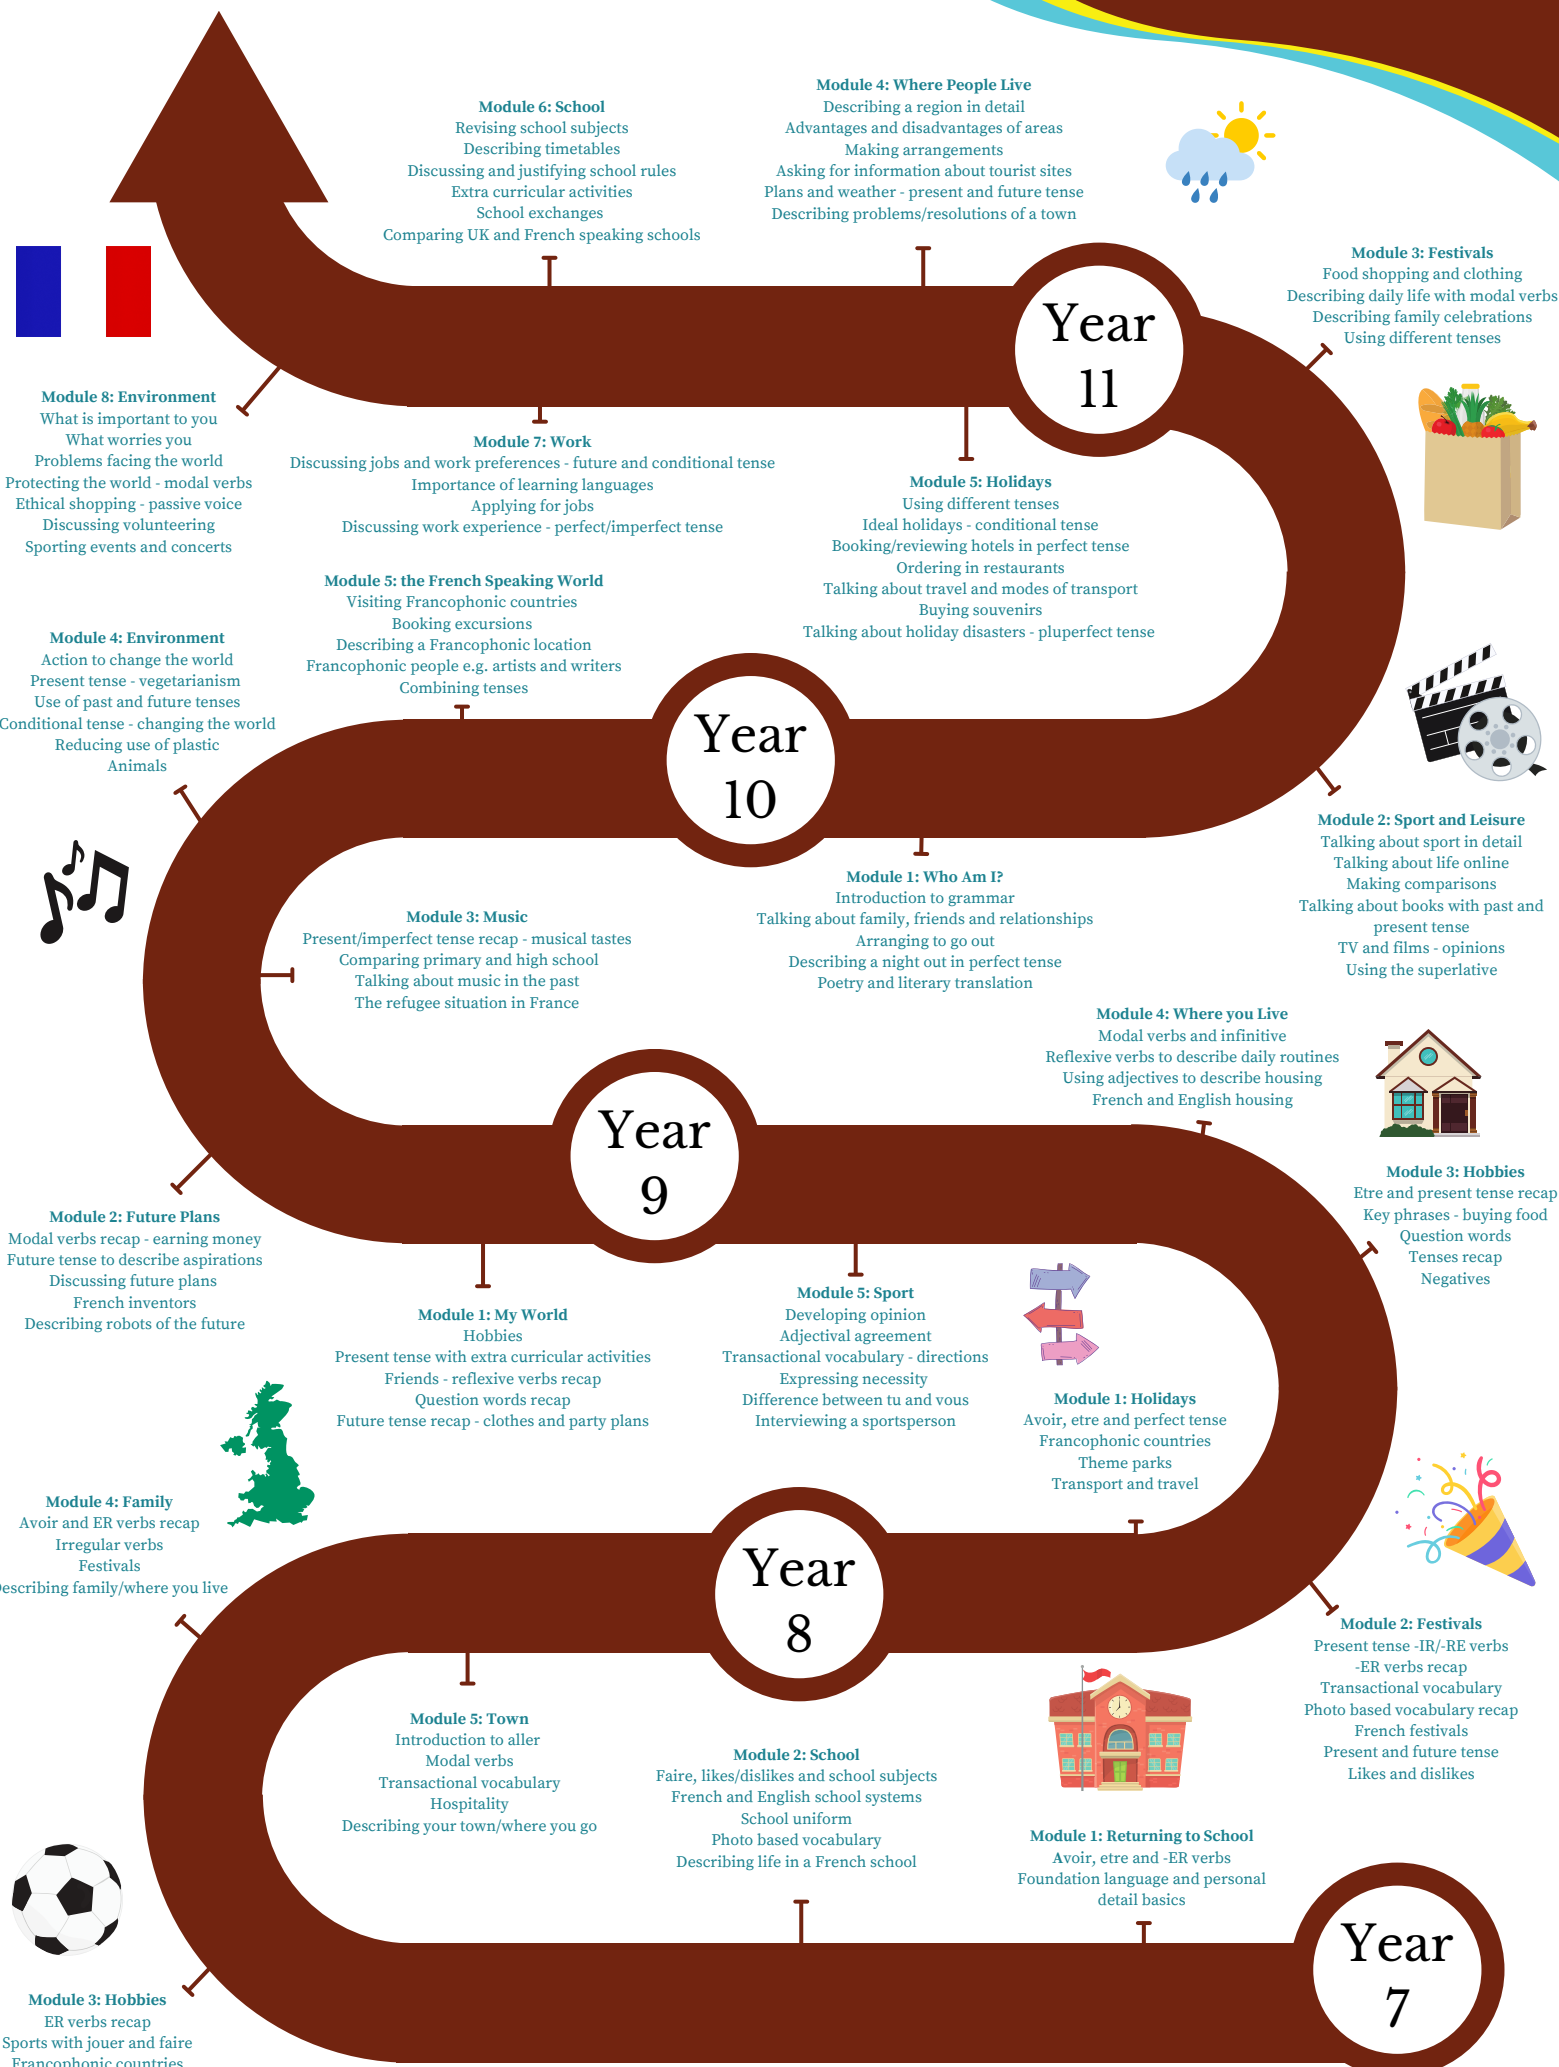 Module 6: School
Revising school subjects
Describing timetables
Discussing and justifying school rules
Extra curricular activities
School exchanges
Comparing UK and French speaking schools
Module 4: Where People Live
Describing a region in detail
Advantages and disadvantages of areas
Making arrangements
Asking for information about tourist sites
Plans and weather - present and future tense
Describing problems/resolutions of a town
Module 3: Festivals
Food shopping and clothing
Describing daily life with modal verbs
Describing family celebrations
Using different tenses
Year
11
Module 8: Environment
What is important to you
What worries you
Problems facing the world
Protecting the world - modal verbs
Ethical shopping - passive voice
Discussing volunteering
Sporting events and concerts
Module 7: Work
Discussing jobs and work preferences - future and conditional tense
Importance of learning languages
Applying for jobs
Discussing work experience - perfect/imperfect tense
Module 5: Holidays
Using different tenses
Ideal holidays - conditional tense
Booking/reviewing hotels in perfect tense
Ordering in restaurants
Talking about travel and modes of transport
Buying souvenirs
Talking about holiday disasters - pluperfect tense
Module 5: the French Speaking World
Visiting Francophonic countries
Booking excursions
Describing a Francophonic location
Francophonic people e.g. artists and writers
Combining tenses
Module 4: Environment
Action to change the world
Present tense - vegetarianism
Use of past and future tenses
Conditional tense - changing the world
Reducing use of plastic
Animals
Year
10
Module 2: Sport and Leisure
Talking about sport in detail
Talking about life online
Making comparisons
Talking about books with past and
present tense
TV and films - opinions
Using the superlative
Module 1: Who Am I?
Introduction to grammar
Talking about family, friends and relationships
Arranging to go out
Describing a night out in perfect tense
Poetry and literary translation
Module 3: Music
Present/imperfect tense recap - musical tastes
Comparing primary and high school
Talking about music in the past
The refugee situation in France
Module 4: Where you Live
Modal verbs and infinitive
Reflexive verbs to describe daily routines
Using adjectives to describe housing
French and English housing
Year
9
Module 3: Hobbies
Etre and present tense recap
Key phrases - buying food
Question words
Tenses recap
Negatives
Module 2: Future Plans
Modal verbs recap - earning money
Future tense to describe aspirations
Discussing future plans
French inventors
Describing robots of the future
Module 1: My World
Hobbies
Present tense with extra curricular activities
Friends - reflexive verbs recap
Question words recap
Future tense recap - clothes and party plans
Module 5: Sport
Developing opinion
Adjectival agreement
Transactional vocabulary - directions
Expressing necessity
Difference between tu and vous
Interviewing a sportsperson
Module 1: Holidays
Avoir, etre and perfect tense
Francophonic countries
Theme parks
Transport and travel
Module 4: Family
Avoir and ER verbs recap
Irregular verbs
Festivals
escribing family/where you live
Year
8
Module 2: Festivals
Present tense -IR/-RE verbs
-ER verbs recap
Transactional vocabulary
Photo based vocabulary recap
French festivals
Present and future tense
Likes and dislikes
Module 5: Town
Introduction to aller
Modal verbs
Transactional vocabulary
Hospitality
Describing your town/where you go
Module 2: School
Faire, likes/dislikes and school subjects
French and English school systems
School uniform
Photo based vocabulary
Describing life in a French school
Module 1: Returning to School
Avoir, etre and -ER verbs
Foundation language and personal
detail basics
Year
7
Module 3: Hobbies
ER verbs recap
Sports with jouer and faire
Francophonic countries